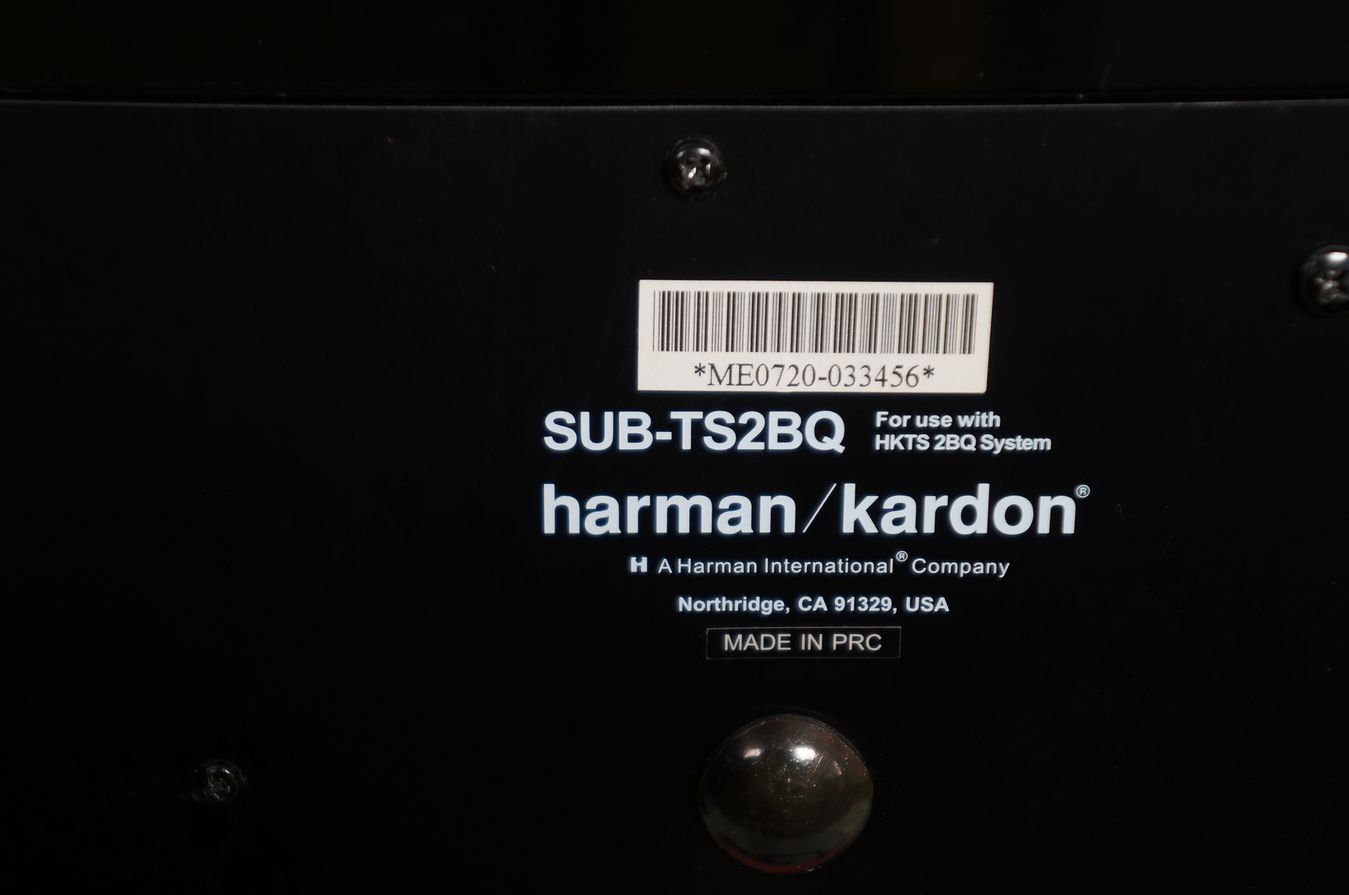 *ME0720-033456*
SUB-TS2BQ
For use with
HKTS 2BQ System
harman/kardon®
H A Harman International® Company
Northridge, CA 91329, USA
MADE IN PRC